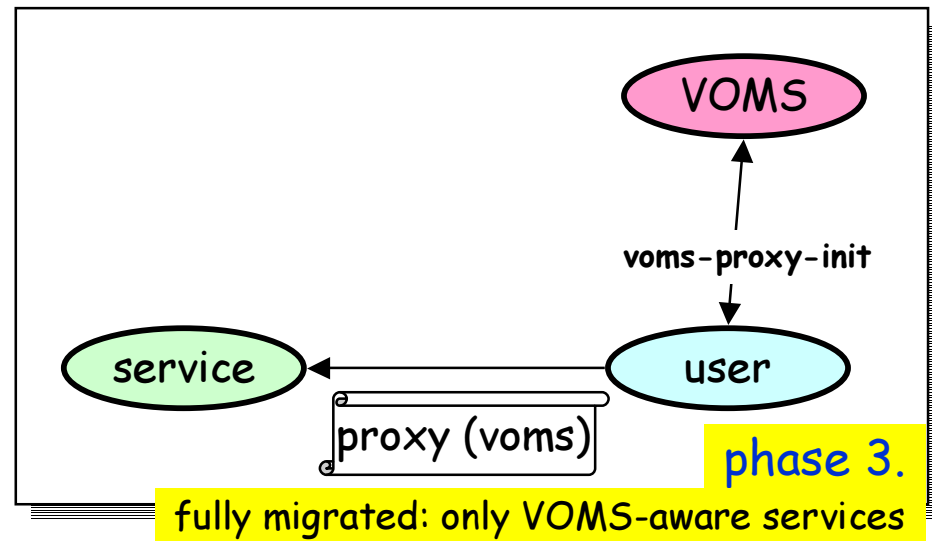 VOMS
voms-proxy-init
service
user
proxy (voms)
phase 3.
fully migrated: only VOMS-aware services